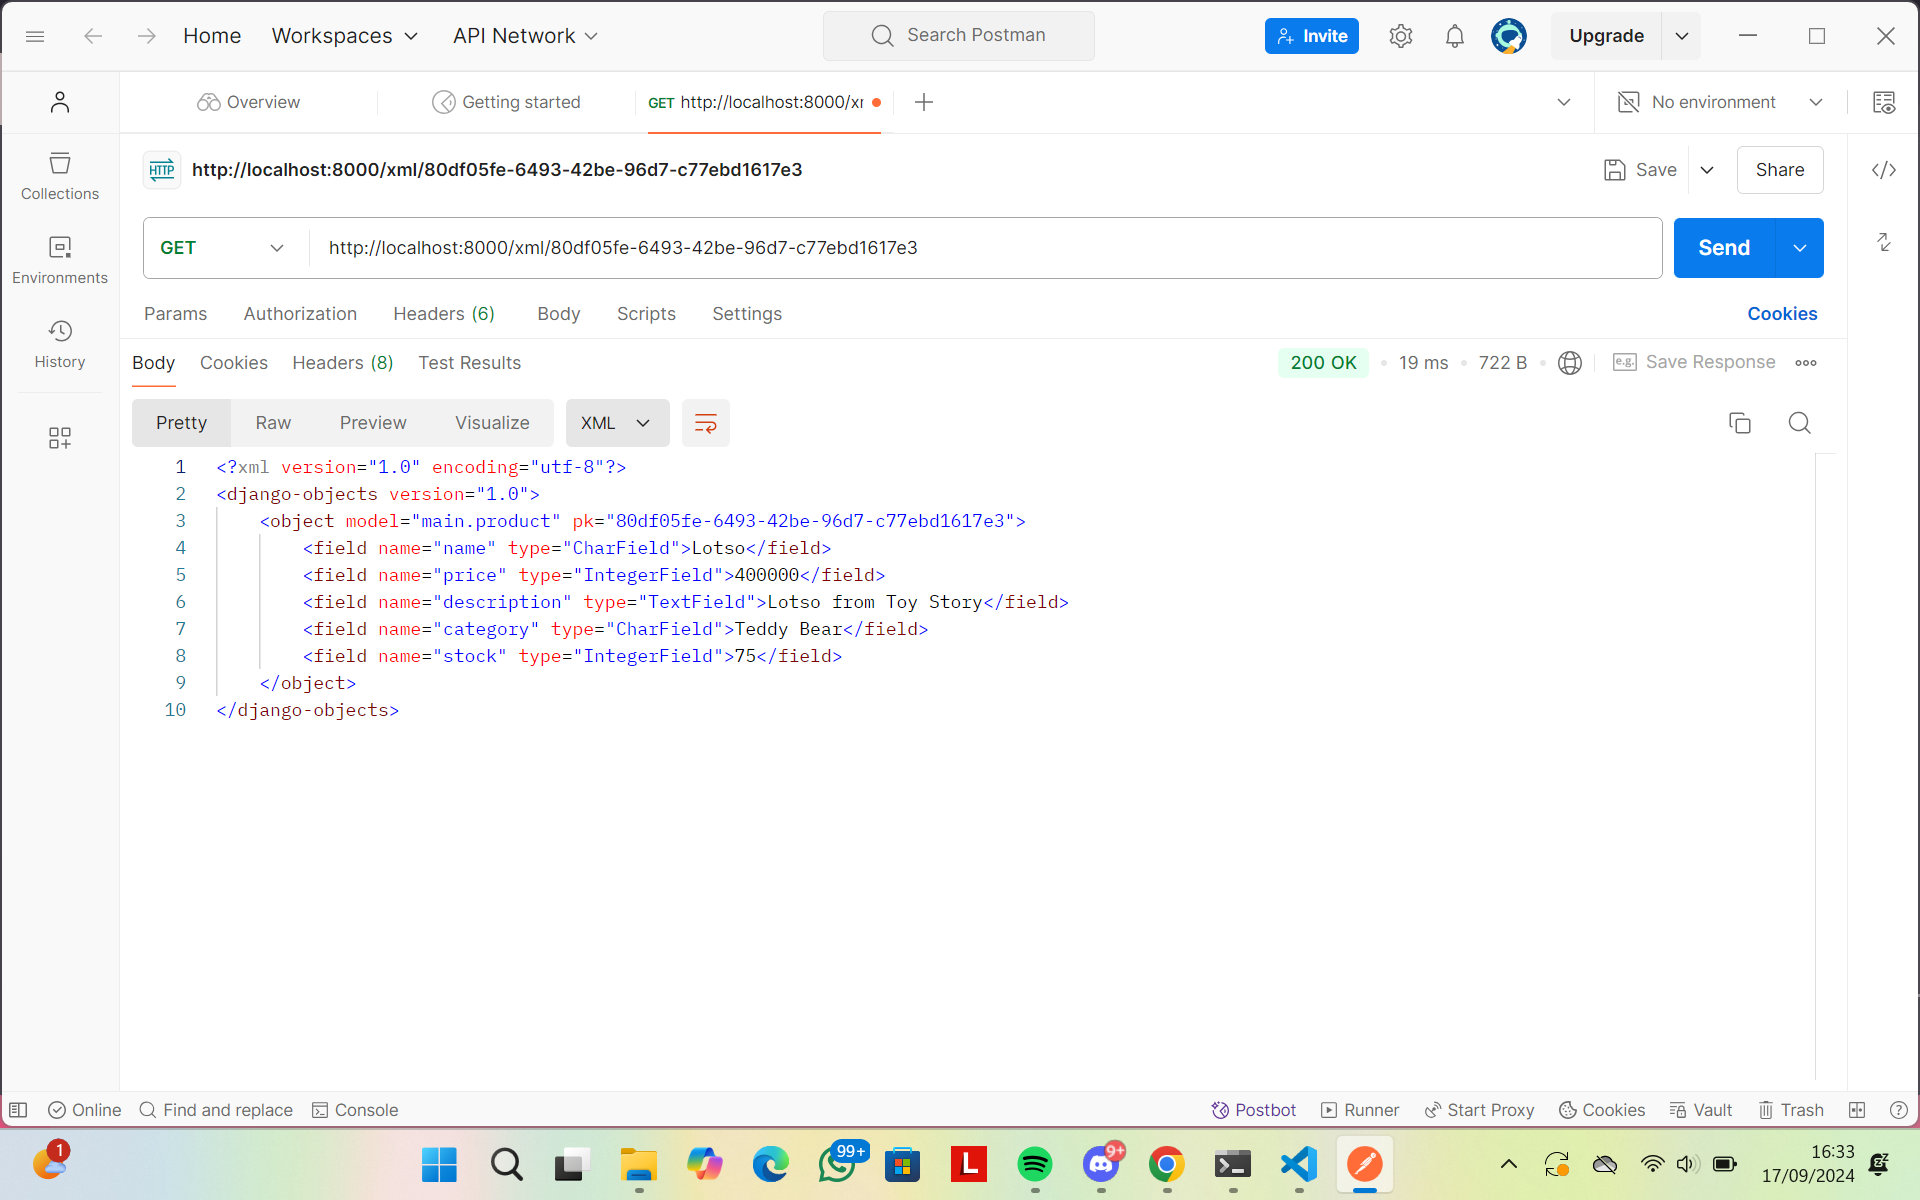 Home Workspaces API Network Search Postman Invite Upgrade
Overview Getting started GET http://localhost:8000/xr No environment
HTTP http://localhost:8000/xml/80df05fe-6493-42be-96d7-c77ebd1617e3 Save Share
Collections
GET http://localhost:8000/xml/80df05fe-6493-42be-96d7-c77ebd1617e3 Send
Environments
Params Authorization Headers (6) Body Scripts Settings Cookies
History
Body Cookies Headers (8) Test Results 200 OK 19 ms 722 B e.g. Save Response
Pretty Raw Preview Visualize XML
1 <?xml version="1.0" encoding="utf-8"?>
2 <django-objects version="1.0">
3 <object model="main.product" pk="80df05fe-6493-42be-96d7-c77ebd1617e3">
4 <field name="name" type="CharField">Lotso</field>
5 <field name="price" type="IntegerField">400000</field>
6 <field name="description" type="TextField">Lotso from Toy Story</field>
7 <field name="category" type="CharField">Teddy Bear</field>
8 <field name="stock" type="IntegerField">75</field>
9 </object>
10 </django-objects>
Online Find and replace Console Postbot Runner Start Proxy Cookies Vault Trash
1 99+ L 9+ 16:33
17/09/2024